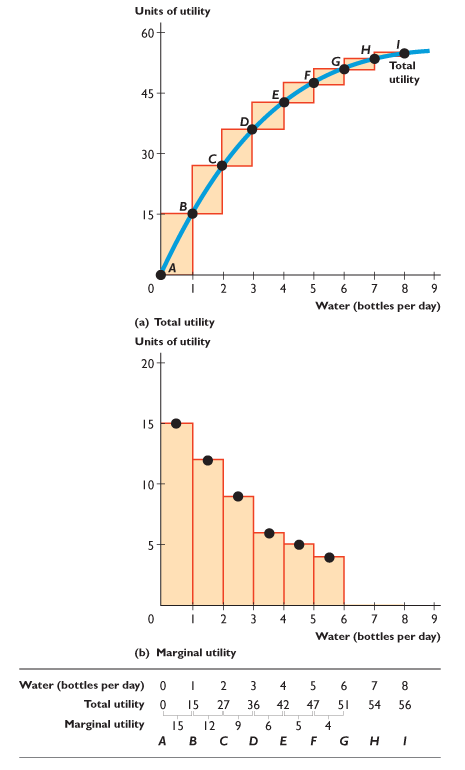 Units of utility
60
45
30
15
0 1 2 3 4 5 6 7 8 9
A
B
C
D
E
F
G
H
I
Total
utility
Water (bottles per day)
(a) Total utility
Units of utility
20
15
10
5
0 1 2 3 4 5 6 7 8 9
Water (bottles per day)
(b) Marginal utility
Water (bottles per day) 0 1 2 3 4 5 6 7 8
Total utility 0 15 27 36 42 47 51 54 56
Marginal utility 15 12 9 6 5 4
A B C D E F G H I